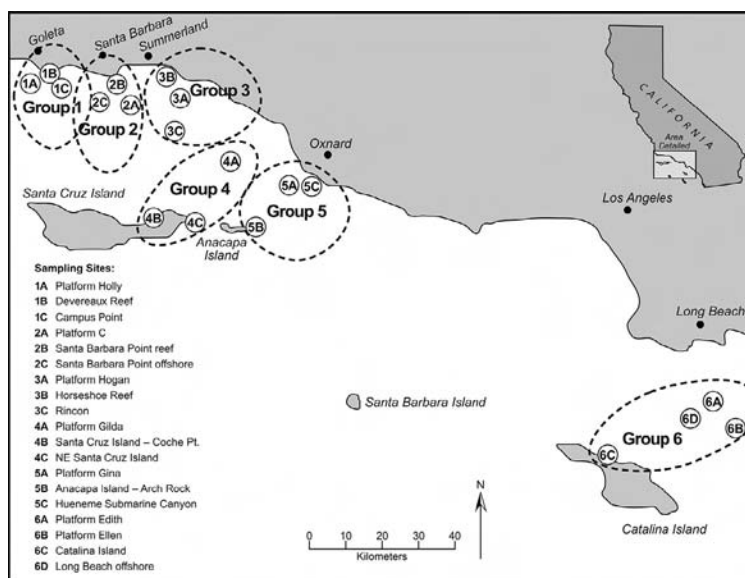 Goleta
Santa Barbara
Summerland
1A
1B
1C
Group 1
2B
2C
2A
Group 2
3B
3A
3C
Group 3
4A
Group 4
4B
4C
Santa Cruz Island
Anacapa
Island
5A
5C
5B
Group 5
Oxnard
CALIFORNIA
Area
Detailed
Los Angeles
Long Beach
Santa Barbara Island
6A
6D
6B
6C
Group 6
Catalina Island
N
0 10 20 40
Kilometers
Sampling Sites:
1A Platform Holly
1B Devereaux Reef
1C Campus Point
2A Platform C
2B Santa Barbara Point reef
2C Santa Barbara Point offshore
3A Platform Hogan
3B Horseshoe Reef
3C Rincon
4A Platform Gilda
4B Santa Cruz Island – Coche Pt.
4C NE Santa Cruz Island
5A Platform Gina
5B Anacapa Island – Arch Rock
5C Hueneme Submarine Canyon
6A Platform Edith
6B Platform Ellen
6C Catalina Island
6D Long Beach offshore